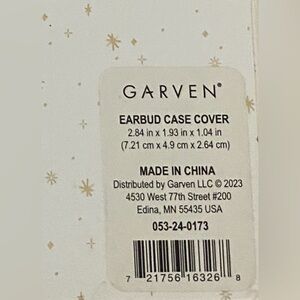 GARVEN®
EARBUD CASE COVER
2.84 in x 1.93 in x 1.04 in
(7.21 cm x 4.9 cm x 2.64 cm)
MADE IN CHINA
Distributed by Garven LLC © 2023
4530 West 77th Street #200
Edina, MN 55435 USA
053-24-0173
7 21756 16326 8